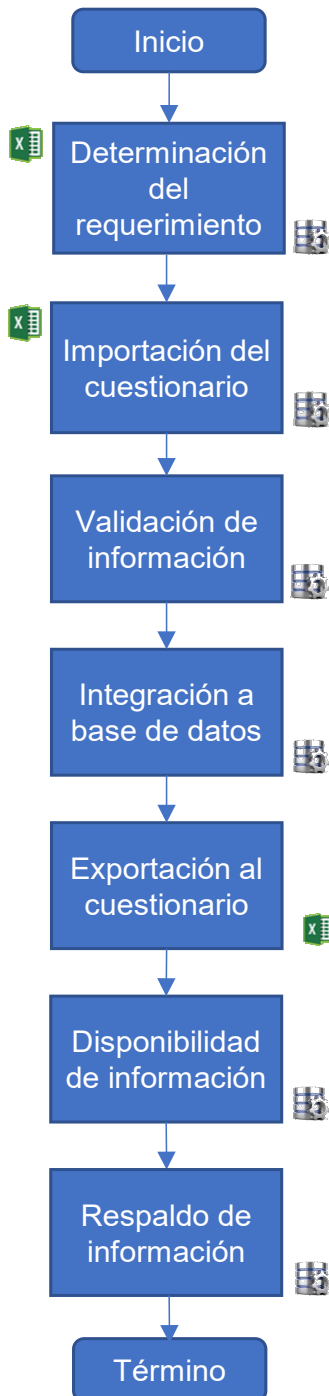 Inicio
Determinación
del
requerimiento
Importación del
cuestionario
Validación de
información
Integración a
base de datos
Exportación al
cuestionario
Disponibilidad
de información
Respaldo de
información
Término